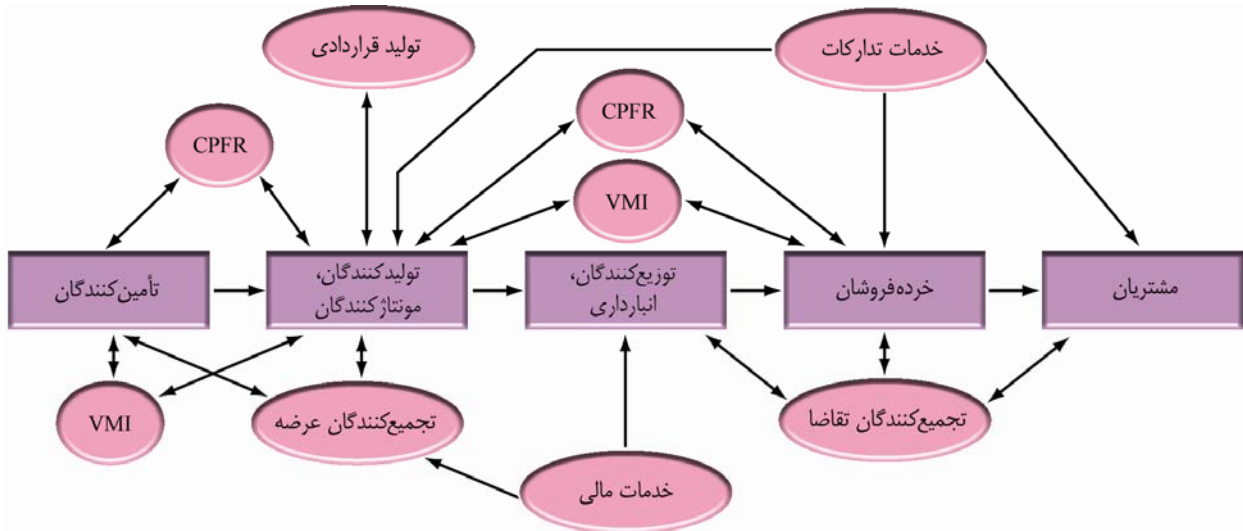 تولید قراردادی
خدمات تدارکات
CPFR
CPFR
VMI
تأمین‌کنندگان
تولیدکنندگان،
مونتاژکنندگان
توزیع‌کنندگان،
انبارداری
خرده‌فروشان
مشتریان
VMI
تجمیع‌کنندگان عرضه
تجمیع‌کنندگان تقاضا
خدمات مالی